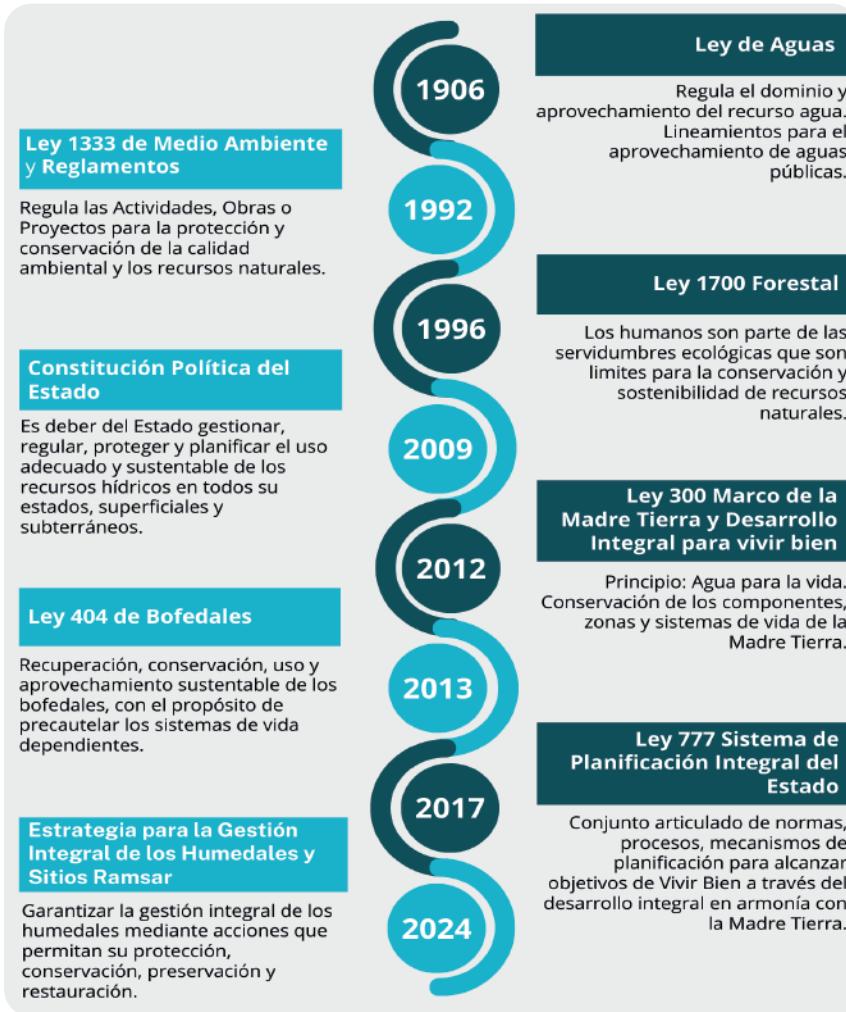 1906
Ley de Aguas
Regula el dominio y
aprovechamiento del recurso agua.
Lineamientos para el
aprovechamiento de aguas
públicas.
Ley 1333 de Medio Ambiente
y Reglamentos
Regula las Actividades, Obras o
Proyectos para la protección y
conservación de la calidad
ambiental y los recursos naturales.
1992
1996
Ley 1700 Forestal
Los humanos son parte de las
servidumbres ecológicas que son
limites para la conservación y
sostenibilidad de recursos
naturales.
Constitución Política del
Estado
Es deber del Estado gestionar,
regular, proteger y planificar el uso
adecuado y sustentable de los
recursos hídricos en todos su
estados, superficiales y
subterráneos.
2009
2012
Ley 300 Marco de la
Madre Tierra y Desarrollo
Integral para vivir bien
Principio: Agua para la vida.
Conservación de los componentes,
zonas y sistemas de vida de la
Madre Tierra.
Ley 404 de Bofedales
Recuperación, conservación, uso y
aprovechamiento sustentable de los
bofedales, con el propósito de
precautelar los sistemas de vida
dependientes.
2013
2017
Ley 777 Sistema de
Planificación Integral del
Estado
Conjunto articulado de normas,
procesos, mecanismos de
planificación para alcanzar
objetivos de Vivir Bien a través del
desarrollo integral en armonía con
la Madre Tierra.
Estrategia para la Gestión
Integral de los Humedales y
Sitios Ramsar
Garantizar la gestión integral de los
humedales mediante acciones que
permitan su protección,
conservación, preservación y
restauración.
2024